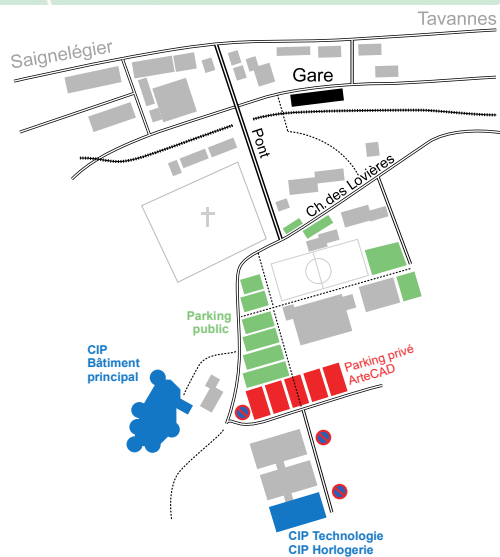 Tavannes
Saignelégier
Gare
Pont
Ch.des Lovières
Parking
public
CIP
Bâtiment
principal
Parking privé
ArteCAD
CIP Technologie
CIP Horlogerie